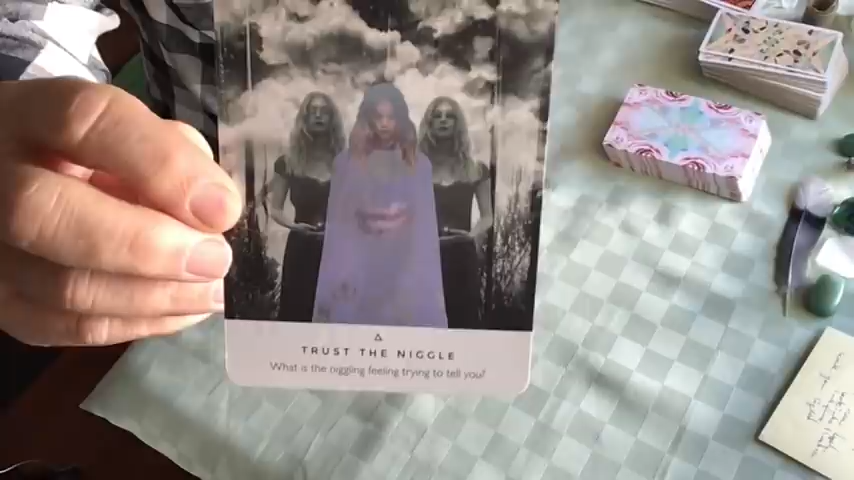 TRUST THE NIGGLE
What is the niggling feeling trying to tell you?